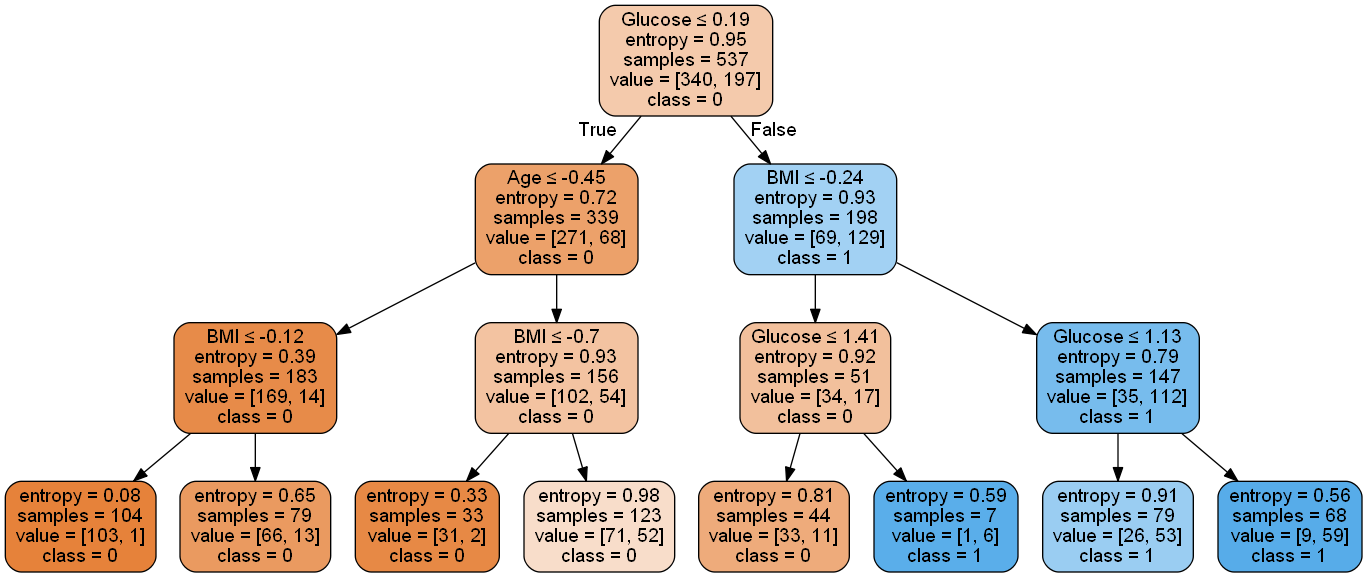 Glucose ≤ 0.19
entropy = 0.95
samples = 537
value = [340, 197]
class = 0
True
False
Age ≤ -0.45
entropy = 0.72
samples = 339
value = [271, 68]
class = 0
BMI ≤ -0.24
entropy = 0.93
samples = 198
value = [69, 129]
class = 1
BMI ≤ -0.12
entropy = 0.39
samples = 183
value = [169, 14]
class = 0
BMI ≤ -0.7
entropy = 0.93
samples = 156
value = [102, 54]
class = 0
Glucose ≤ 1.41
entropy = 0.92
samples = 51
value = [34, 17]
class = 0
Glucose ≤ 1.13
entropy = 0.79
samples = 147
value = [35, 112]
class = 1
entropy = 0.08
samples = 104
value = [103, 1]
class = 0
entropy = 0.65
samples = 79
value = [66, 13]
class = 0
entropy = 0.33
samples = 33
value = [31, 2]
class = 0
entropy = 0.98
samples = 123
value = [71, 52]
class = 0
entropy = 0.81
samples = 44
value = [33, 11]
class = 0
entropy = 0.59
samples = 7
value = [1, 6]
class = 1
entropy = 0.91
samples = 79
value = [26, 53]
class = 1
entropy = 0.56
samples = 68
value = [9, 59]
class = 1